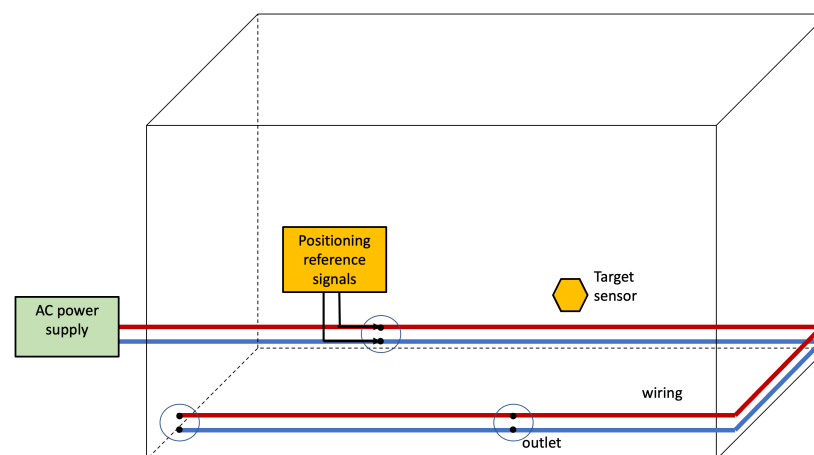 Positioning
reference
signals
Target
sensor
AC power
supply
wiring
outlet